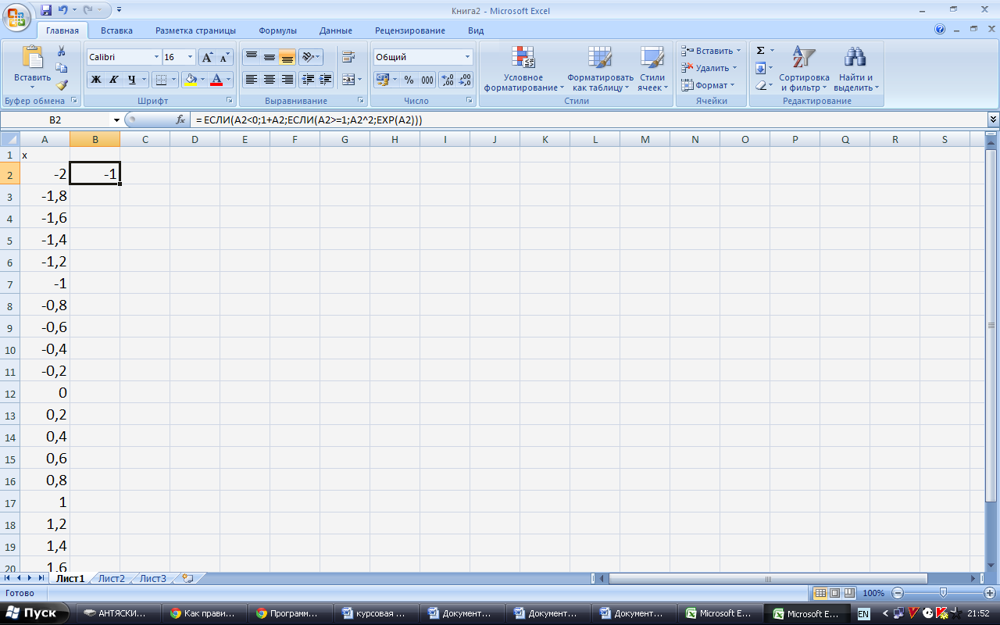 Книга2 - Microsoft Excel
Главная Вставка Разметка страницы Формулы Данные Рецензирование Вид
Calibri 16 A A Общий Σ
Вставить Ж К Ч A % 000 Условное форматирование Форматировать как таблицу Стили ячеек Вставить Удалить Формат Сортировка и фильтр Найти и выделить
Буфер обмена Шрифт Выравнивание Число Стили Ячейки Редактирование
B2 fx =ЕСЛИ(A2<0;1+A2;ЕСЛИ(A2>=1;A2^2;EXP(A2)))
A B C D E F G H I J K L M N O P Q R S
1 x
2 -2 -1
3 -1,8
4 -1,6
5 -1,4
6 -1,2
7 -1
8 -0,8
9 -0,6
10 -0,4
11 -0,2
12 0
13 0,2
14 0,4
15 0,6
16 0,8
17 1
18 1,2
19 1,4
20 1,6
Лист1 Лист2 Лист3
Готово 100%
Пуск АНТЯСКИ... Как прави... Программ... курсовая ... Документ... Документ... Документ... Microsoft E... Microsoft E... EN 21:52